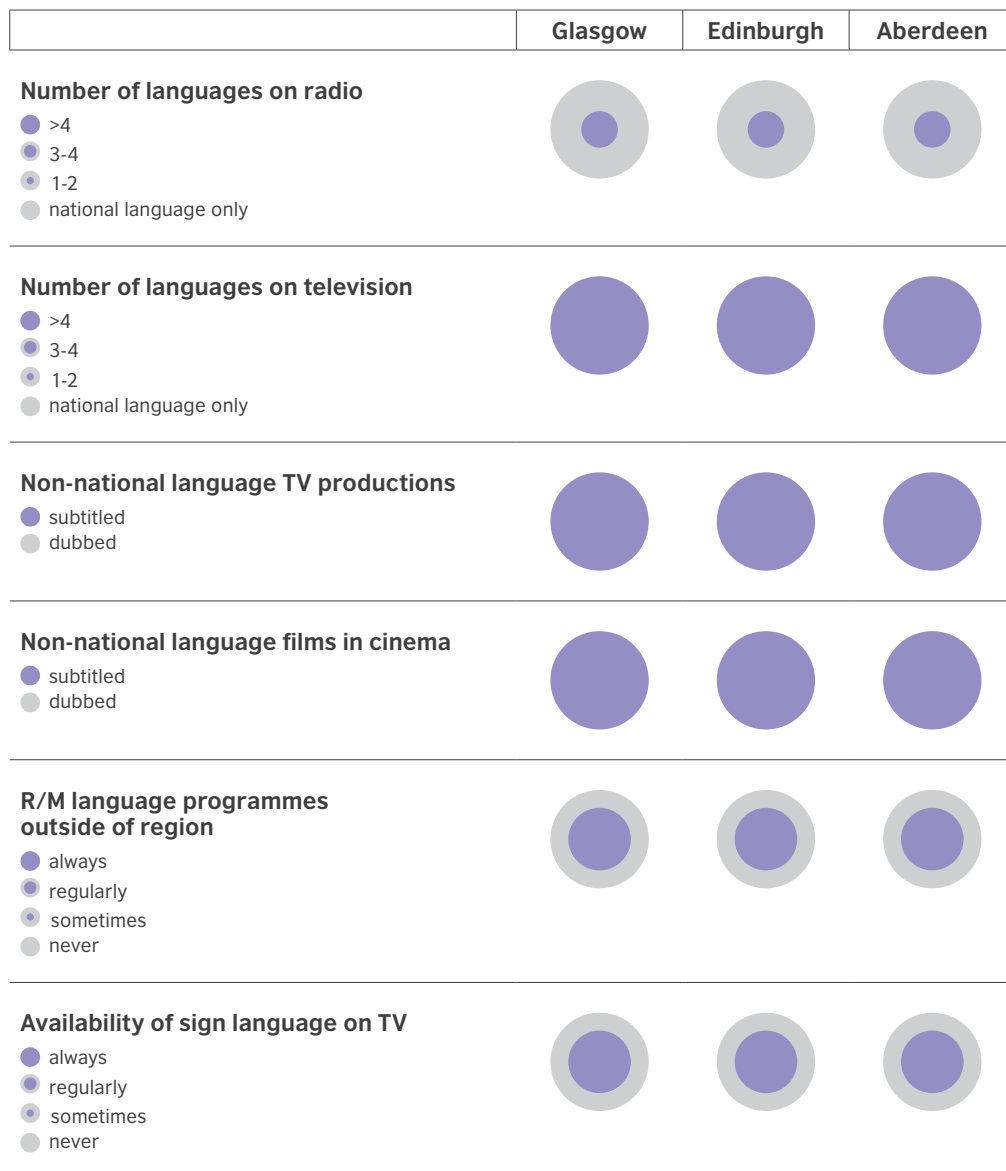 Glasgow Edinburgh Aberdeen
Number of languages on radio
>4
3-4
1-2
national language only
Number of languages on television
>4
3-4
1-2
national language only
Non-national language TV productions
subtitled
dubbed
Non-national language films in cinema
subtitled
dubbed
R/M language programmes
outside of region
always
regularly
sometimes
never
Availability of sign language on TV
always
regularly
sometimes
never